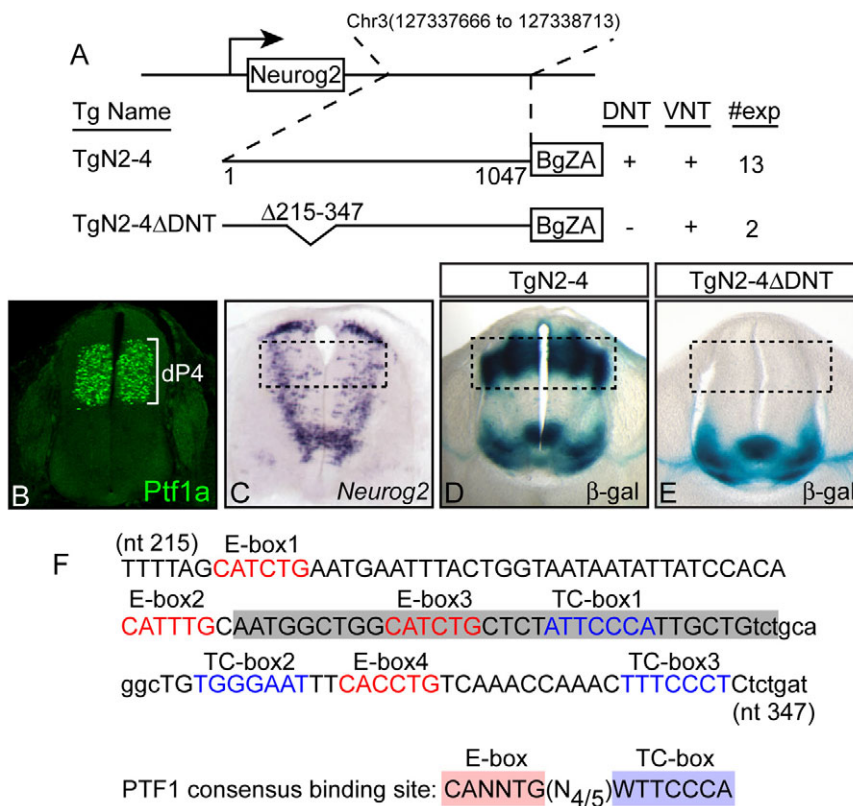 Chr3(127337666 to 127338713)
A
Neurog2
Tg Name DNT VNT #exp
TgN2-4 1 1047 BgZA + + 13
TgN2-4ΔDNT Δ215-347 BgZA - + 2
TgN2-4 TgN2-4ΔDNT
dP4
B Ptf1a C Neurog2 D β-gal E β-gal
F (nt 215) E-box1
TTTTAGCATCTGAATGAATTTACTGGTAATAATATTATCCACA
E-box2 E-box3 TC-box1
CATTTGCAATGGCTGGCATCTGCTCTATTCCCATTGCTGtctgca
TC-box2 E-box4 TC-box3
ggcTGTGGGAATTTCACCTGTCAAACCAAACTTTCCCTCtctgat
(nt 347)
E-box TC-box
PTF1 consensus binding site: CANNTG(N4/5)WTTCCCA